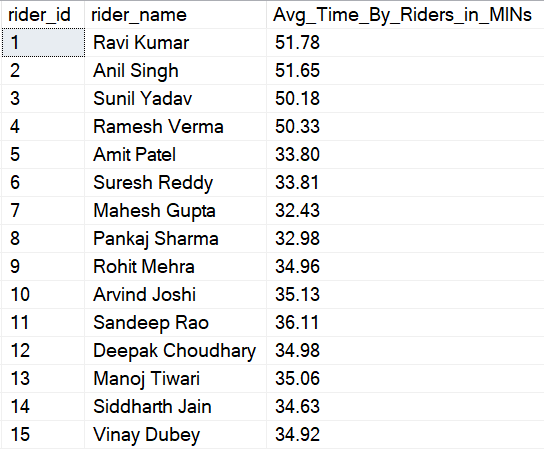 rider_id rider_name Avg_Time_By_Riders_in_MINs
1 Ravi Kumar 51.78
2 Anil Singh 51.65
3 Sunil Yadav 50.18
4 Ramesh Verma 50.33
5 Amit Patel 33.80
6 Suresh Reddy 33.81
7 Mahesh Gupta 32.43
8 Pankaj Sharma 32.98
9 Rohit Mehra 34.96
10 Arvind Joshi 35.13
11 Sandeep Rao 36.11
12 Deepak Choudhary 34.98
13 Manoj Tiwari 35.06
14 Siddharth Jain 34.63
15 Vinay Dubey 34.92